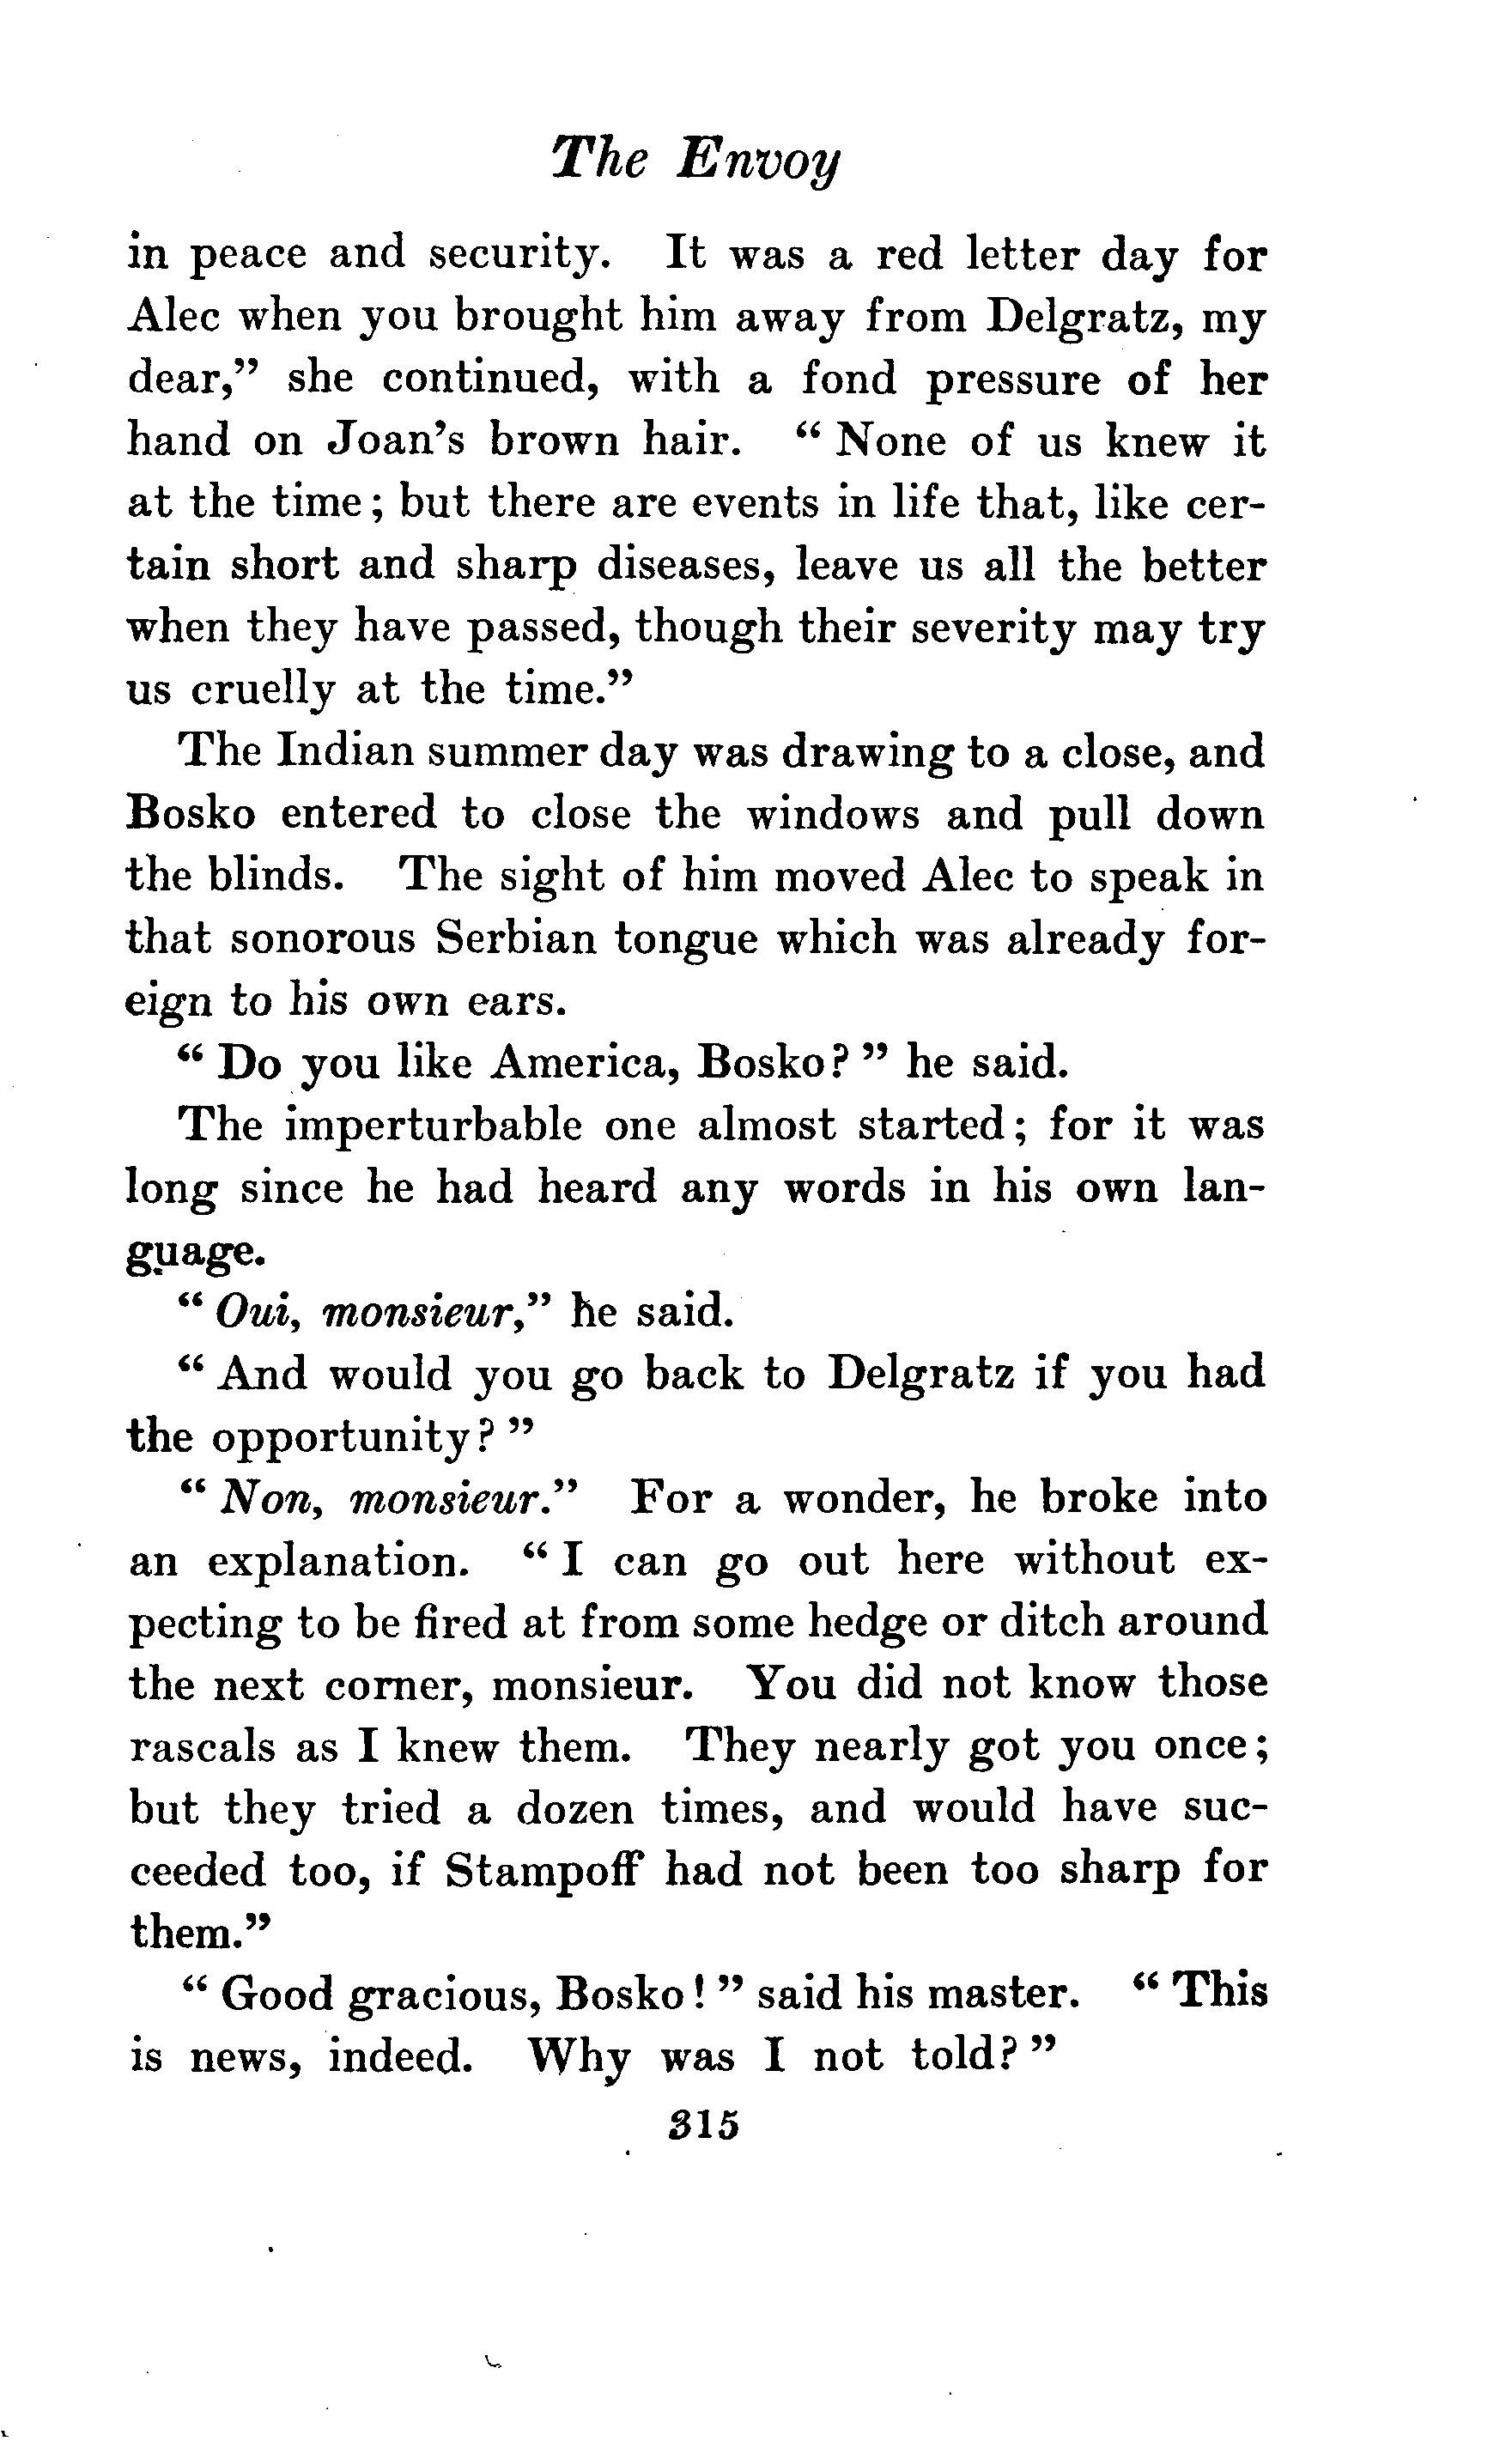 The Envoy
in peace and security. It was a red letter day for
Alec when you brought him away from Delgratz, my
dear,” she continued, with a fond pressure of her
hand on Joan’s brown hair. “ None of us knew it
at the time ; but there are events in life that, like cer-
tain short and sharp diseases, leave us all the better
when they have passed, though their severity may try
us cruelly at the time.”
The Indian summer day was drawing to a close, and
Bosko entered to close the windows and pull down
the blinds. The sight of him moved Alec to speak in
that sonorous Serbian tongue which was already for-
eign to his own ears.
“ Do you like America, Bosko? ” he said.
The imperturbable one almost started ; for it was
long since he had heard any words in his own lan-
guage.
“ Oui, monsieur,” he said.
“ And would you go back to Delgratz if you had
the opportunity? ”
“ Non, monsieur.” For a wonder, he broke into
an explanation. “ I can go out here without ex-
pecting to be fired at from some hedge or ditch around
the next corner, monsieur. You did not know those
rascals as I knew them. They nearly got you once ;
but they tried a dozen times, and would have suc-
ceeded too, if Stampoff had not been too sharp for
them.”
“ Good gracious, Bosko ! ” said his master. “ This
is news, indeed. Why was I not told? ”
315